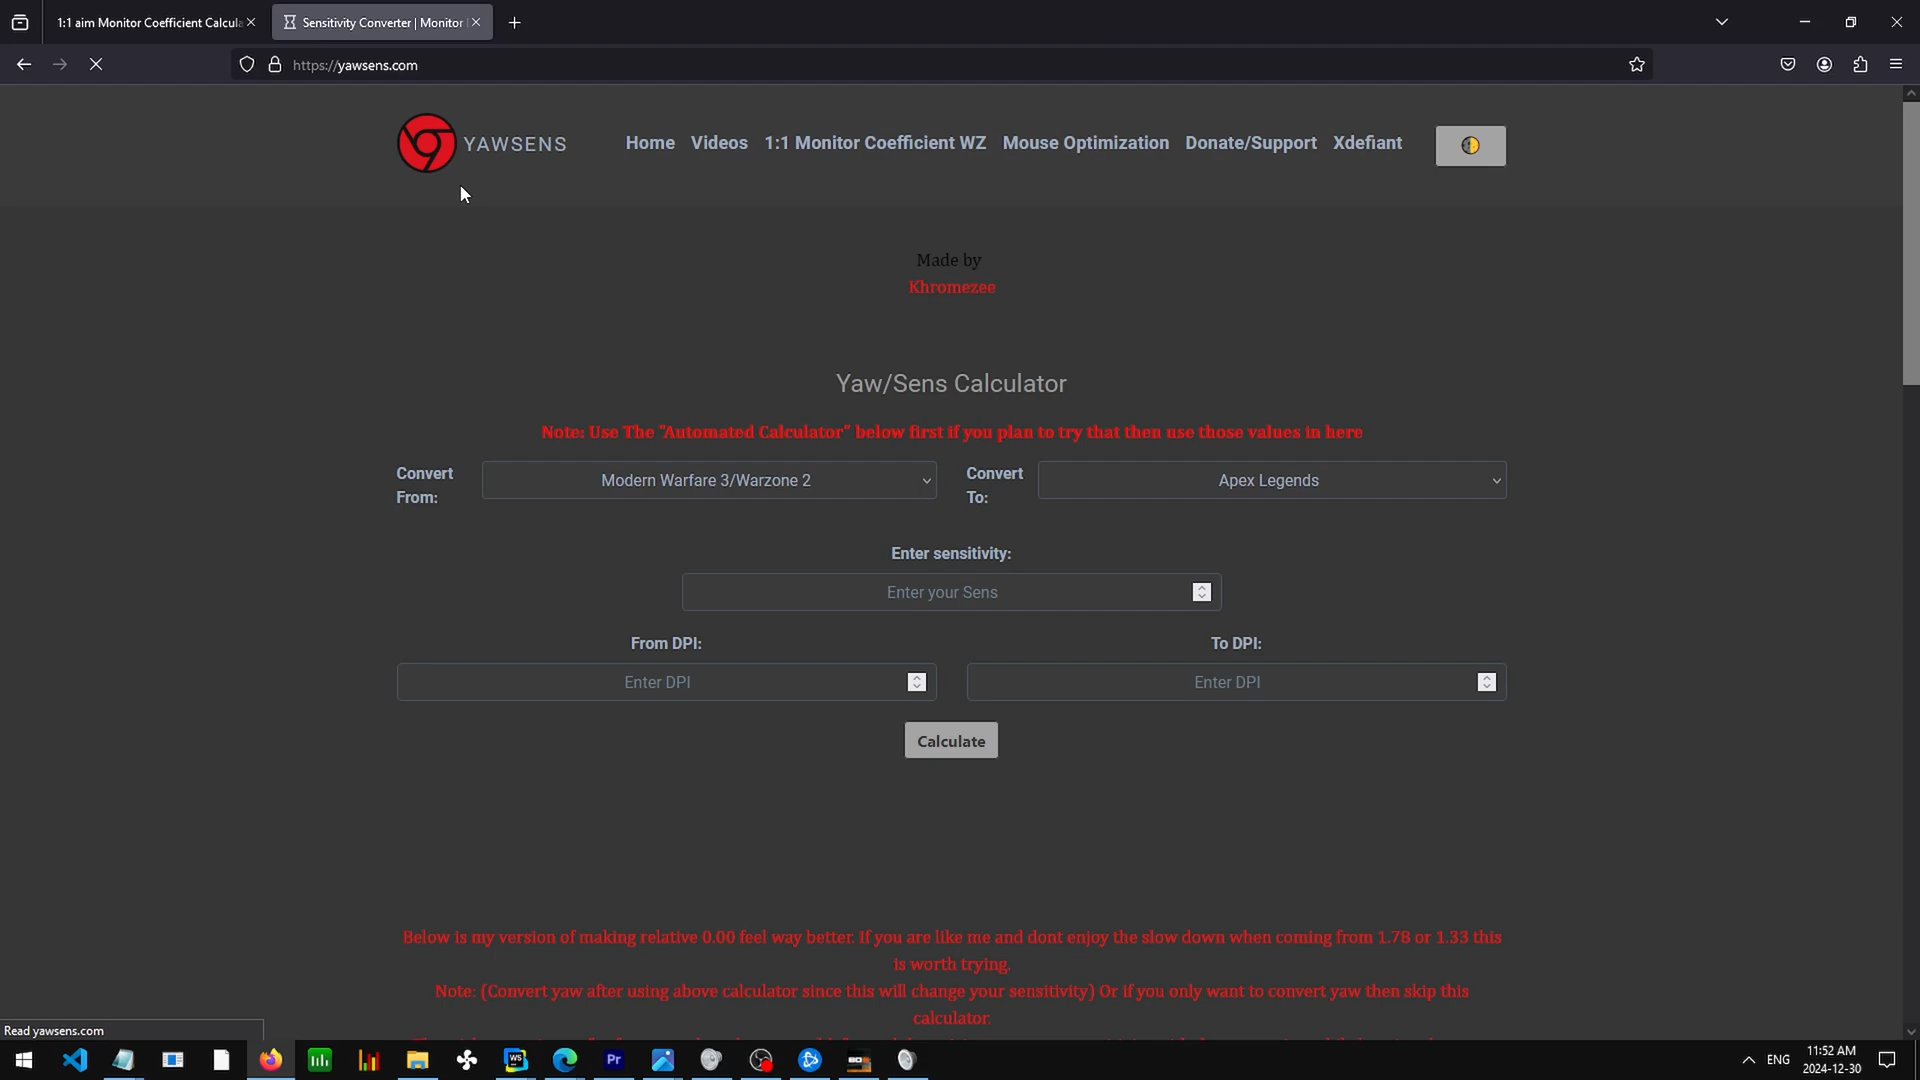 1:1 aim Monitor Coefficient Calcula
Sensitivity Converter | Monitor
https://yawsens.com
YAWSENS
Home Videos 1:1 Monitor Coefficient WZ Mouse Optimization Donate/Support Xdefiant
Made by
Khromezee
Yaw/Sens Calculator
Note: Use The "Automated Calculator" below first if you plan to try that then use those values in here
Convert From:
Modern Warfare 3/Warzone 2
Convert To:
Apex Legends
Enter sensitivity:
Enter your Sens
From DPI:
To DPI:
Enter DPI
Enter DPI
Calculate
Below is my version of making relative 0.00 feel way better. If you are like me and dont enjoy the slow down when coming from 1.78 or 1.33 this
is worth trying.
Note: (Convert yaw after using above calculator since this will change your sensitivity) Or if you only want to convert yaw then skip this
calculator.
Read yawsens.com
WS
Pr
ENG
11:52 AM
2024-12-30